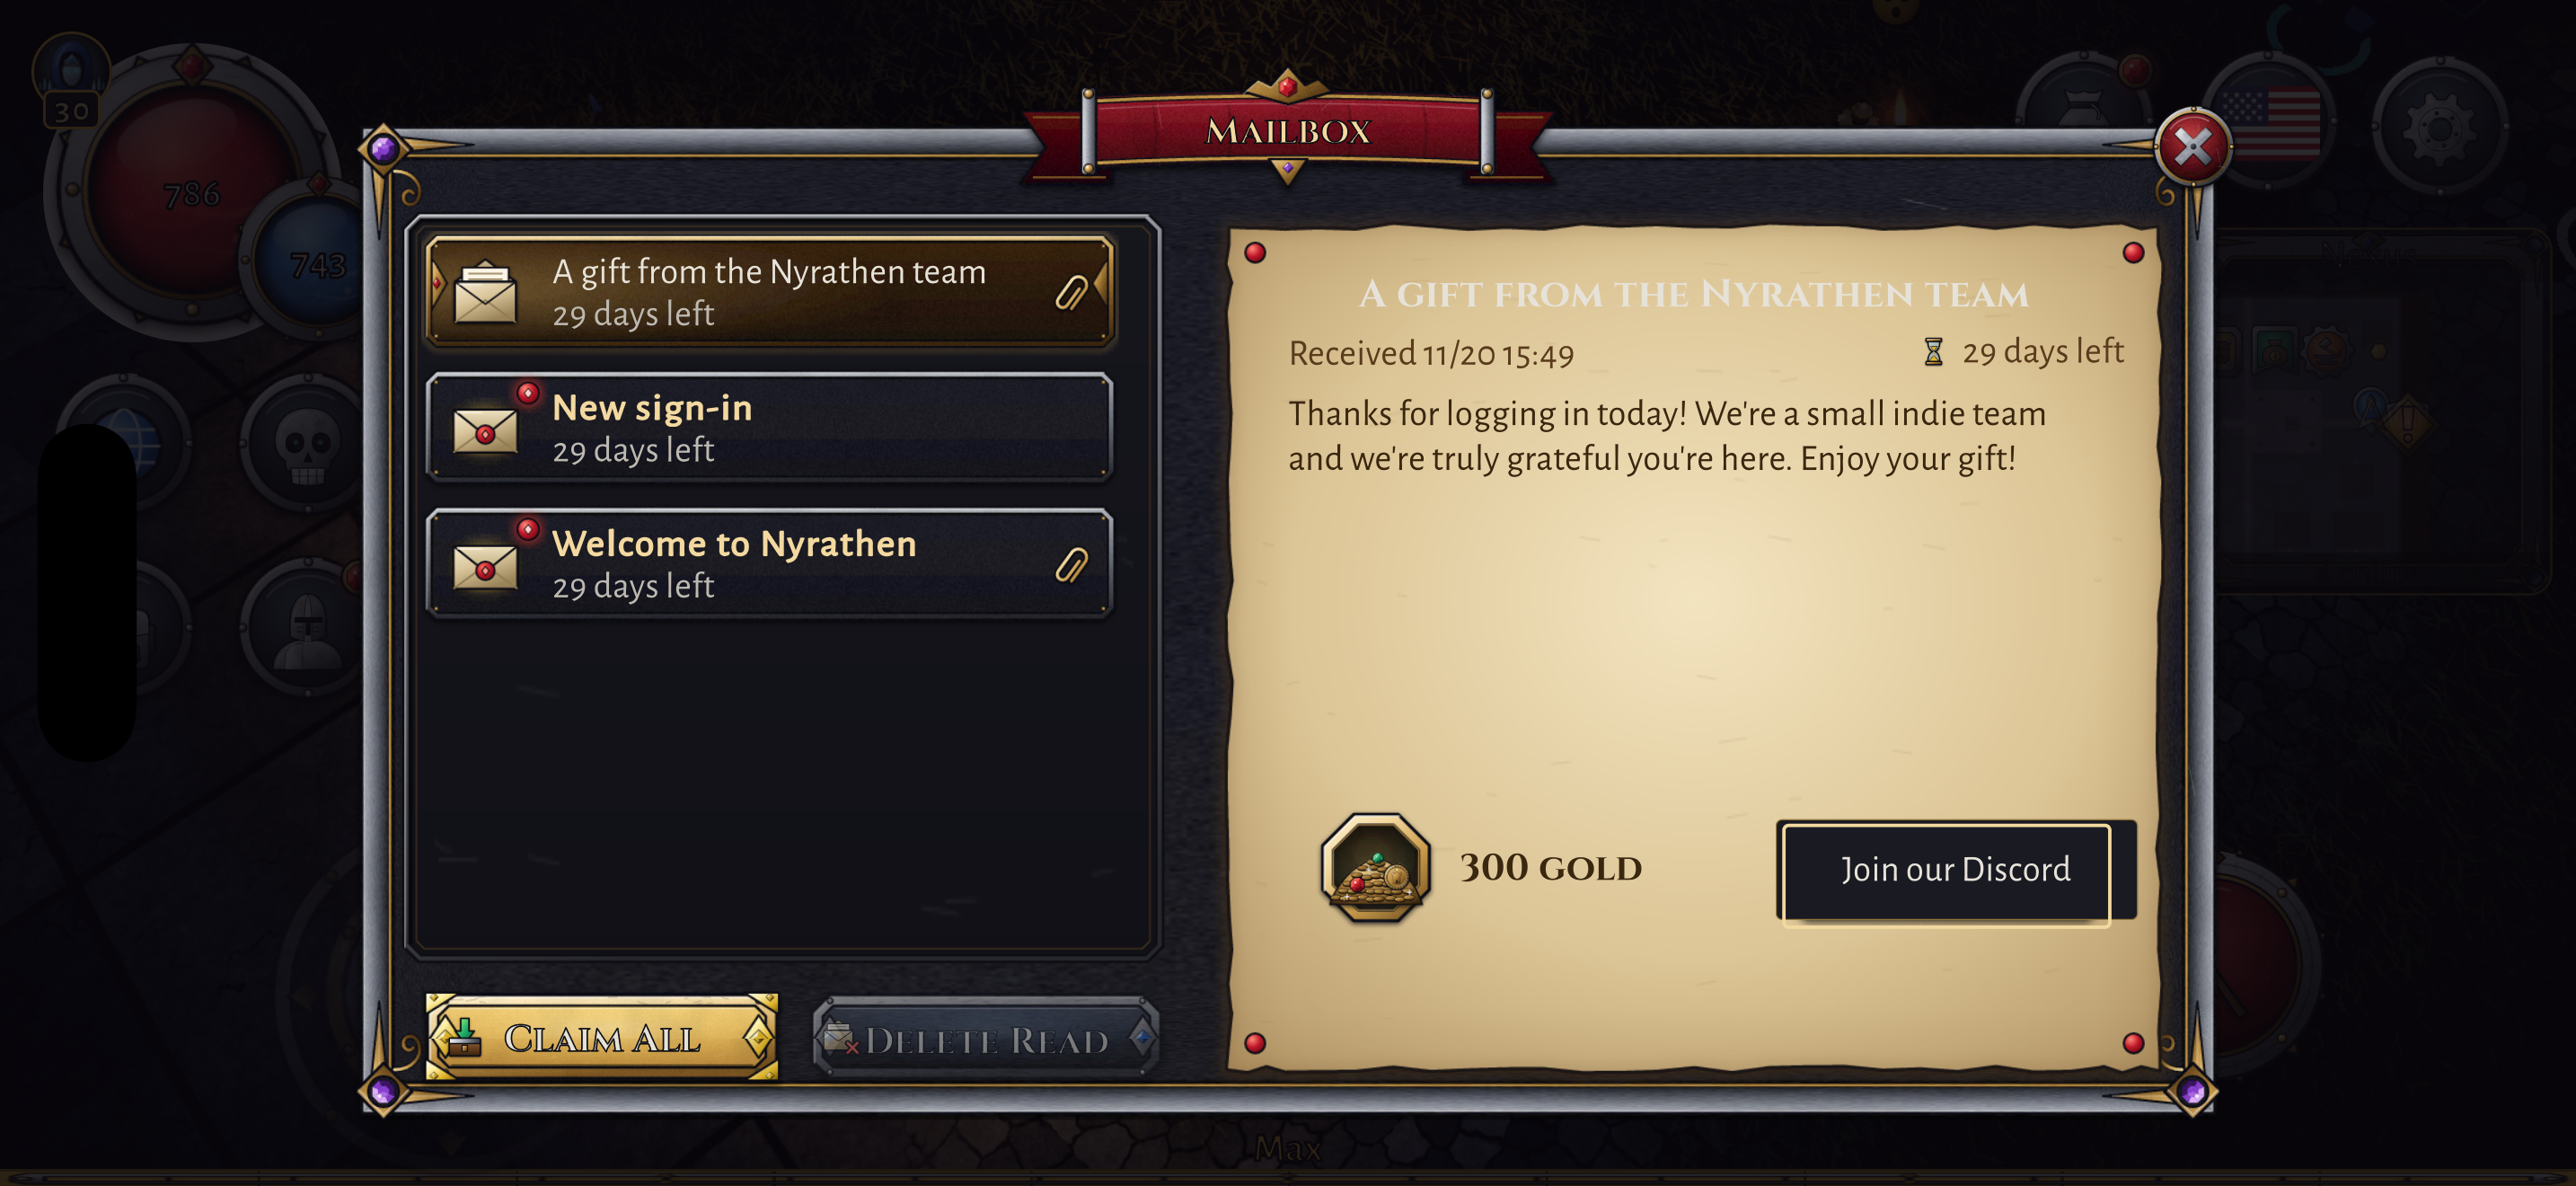 30
786
743
Mailbox
A gift from the Nyrathen team
29 days left
New sign-in
29 days left
Welcome to Nyrathen
29 days left
Claim All
Delete Read
A gift from the Nyrathen team
Received 11/20 15:49
29 days left
Thanks for logging in today! We're a small indie team
and we're truly grateful you're here. Enjoy your gift!
300 gold
Join our Discord
Max